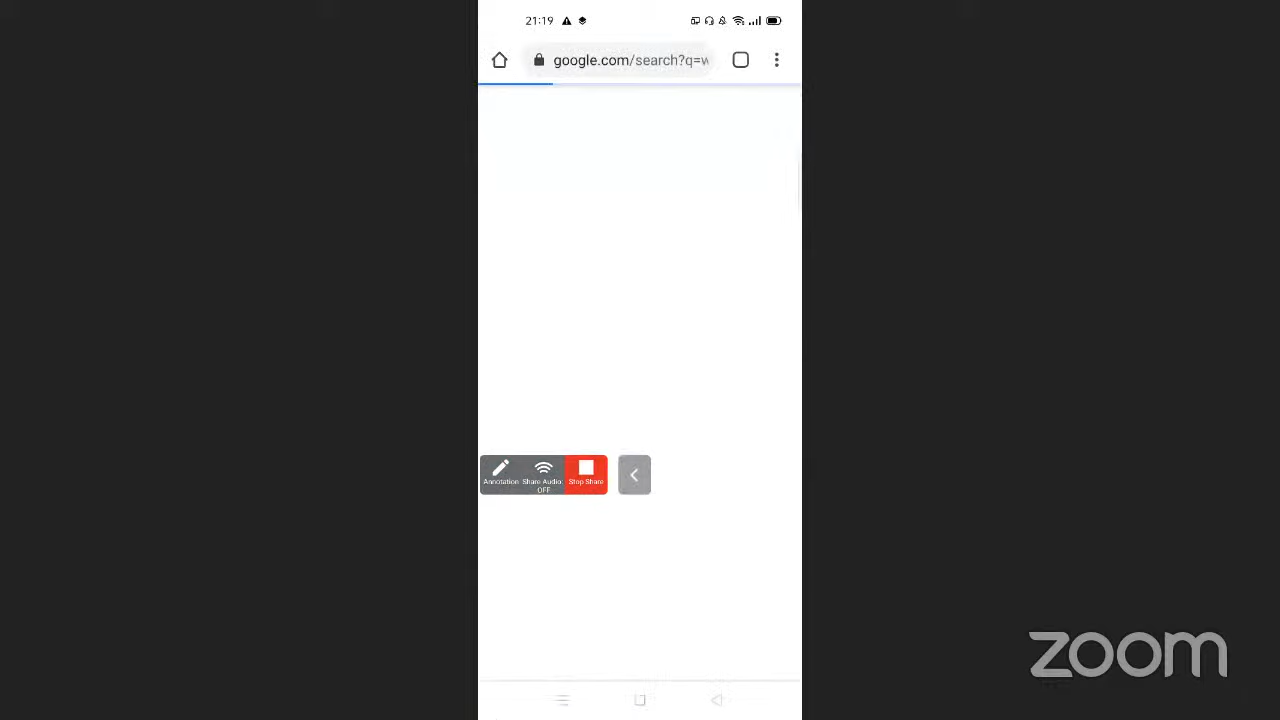 21:19
google.com/search?q=w
Annotation
Share Audio:
OFF
Stop Share
zoom